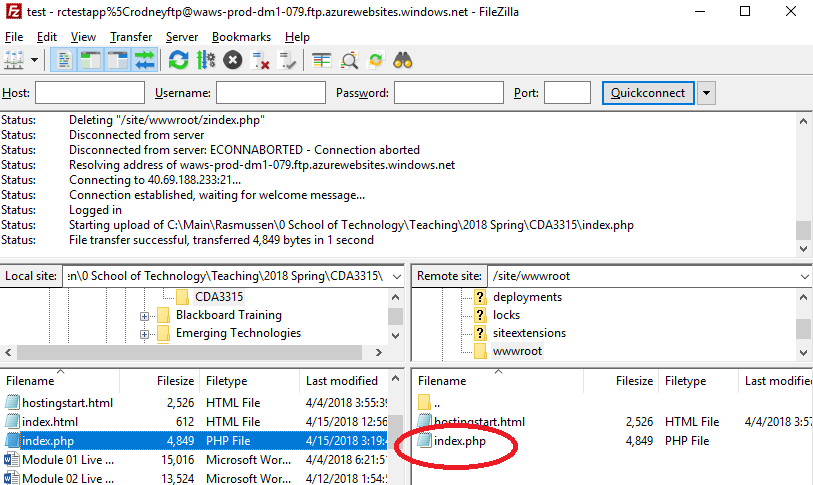 test - rctestapp%5Crodneyftp@waws-prod-dm1-079.ftp.azurewebsites.windows.net - FileZilla
File Edit View Transfer Server Bookmarks Help
Host: Username: Password: Port: Quickconnect
Status: Deleting "/site/wwwroot/zindex.php"
Status: Disconnected from server
Status: Disconnected from server: ECONNABORTED - Connection aborted
Status: Resolving address of waws-prod-dm1-079.ftp.azurewebsites.windows.net
Status: Connecting to 40.69.188.233:21...
Status: Connection established, waiting for welcome message...
Status: Logged in
Status: Starting upload of C:\Main\Rasmussen\0 School of Technology\Teaching\2018 Spring\CDA3315\index.php
Status: File transfer successful, transferred 4,849 bytes in 1 second
Local site: :n\0 School of Technology\Teaching\2018 Spring\CDA3315\
CDA3315
Blackboard Training
Emerging Technologies
Filename Filesize Filetype Last modified
hostingstart.html 2,526 HTML File 4/4/2018 3:55:39
index.html 612 HTML File 4/15/2018 12:56
index.php 4,849 PHP File 4/15/2018 3:19:4
Module 01 Live ... 15,016 Microsoft Wor... 4/4/2018 6:21:51
Module 02 Live ... 13,524 Microsoft Wor... 4/12/2018 1:54:
Remote site: /site/wwwroot
deployments
locks
siteextensions
wwwroot
Filename Filesize Filetype Last modified
..
hostingstart.html 2,526 HTML File 4/4/2018 3:57
index.php 4,849 PHP File